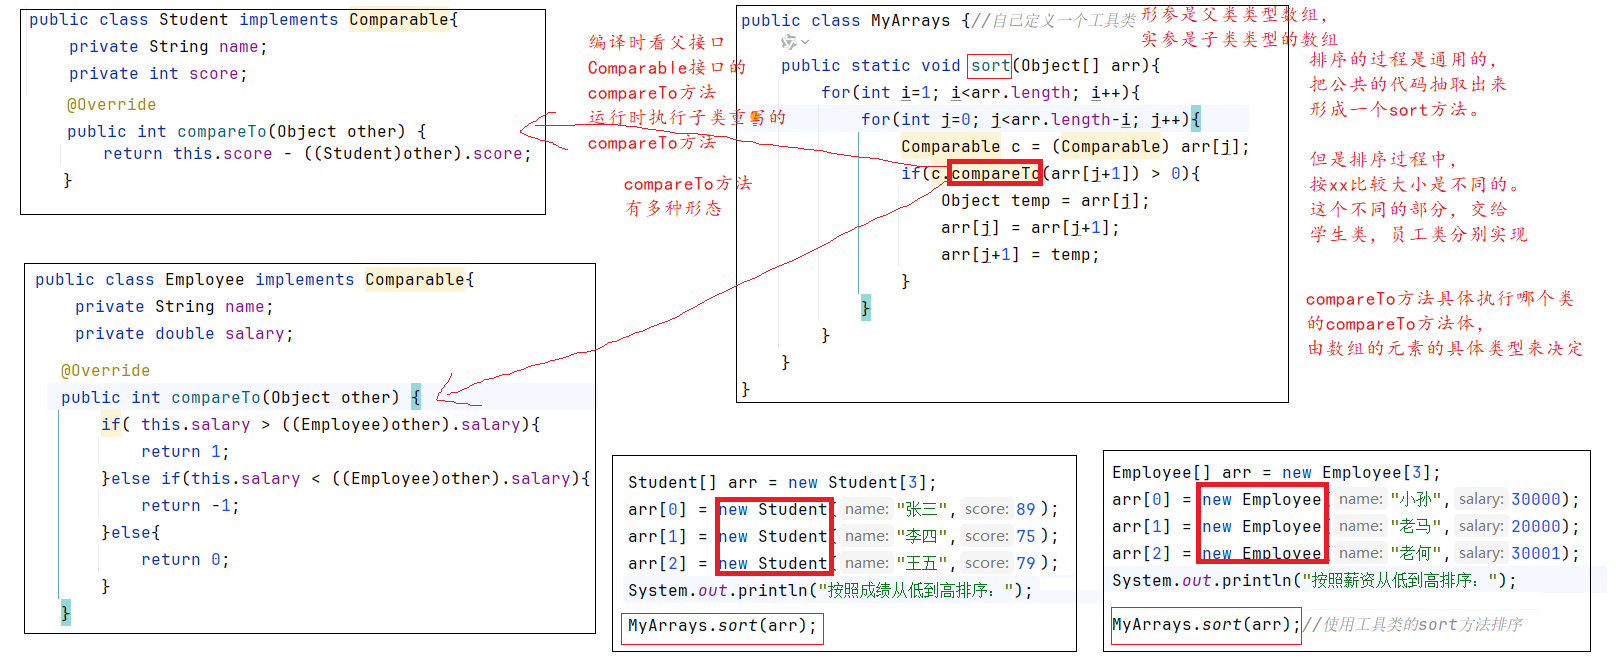 public class Student implements Comparable{
private String name;
private int score;
@Override
public int compareTo(Object other) {
return this.score - ((Student)other).score;
}
编译时看父接口
Comparable接口的
compareTo方法
运行时执行子类重写的
compareTo方法
compareTo方法
有多种形态
public class MyArrays {//自己定义一个工具类
public static void sort(Object[] arr){
for(int i=1; i<arr.length; i++){
for(int j=0; j<arr.length-i; j++){
Comparable c = (Comparable) arr[j];
if(c.compareTo(arr[j+1]) > 0){
Object temp = arr[j];
arr[j] = arr[j+1];
arr[j+1] = temp;
}
}
}
}
}
形参是父类类型数组，
实参是子类类型的数组
排序的过程是通用的，
把公共的代码抽取出来
形成一个sort方法。
但是排序过程中，
按xx比较大小是不同的。
这个不同的部分，交给
学生类，员工类分别实现
compareTo方法具体执行哪个类
的compareTo方法体，
由数组的元素的具体类型来决定
public class Employee implements Comparable{
private String name;
private double salary;
@Override
public int compareTo(Object other) {
if( this.salary > ((Employee)other).salary){
return 1;
}else if(this.salary < ((Employee)other).salary){
return -1;
}else{
return 0;
}
}
Student[] arr = new Student[3];
arr[0] = new Student( name: "张三", score: 89);
arr[1] = new Student( name: "李四", score: 75);
arr[2] = new Student( name: "王五", score: 79);
System.out.println("按照成绩从低到高排序：");
MyArrays.sort(arr);
Employee[] arr = new Employee[3];
arr[0] = new Employee( name: "小孙", salary: 30000);
arr[1] = new Employee( name: "老马", salary: 20000);
arr[2] = new Employee( name: "老何", salary: 30001);
System.out.println("按照薪资从低到高排序：");
MyArrays.sort(arr);//使用工具类的sort方法排序